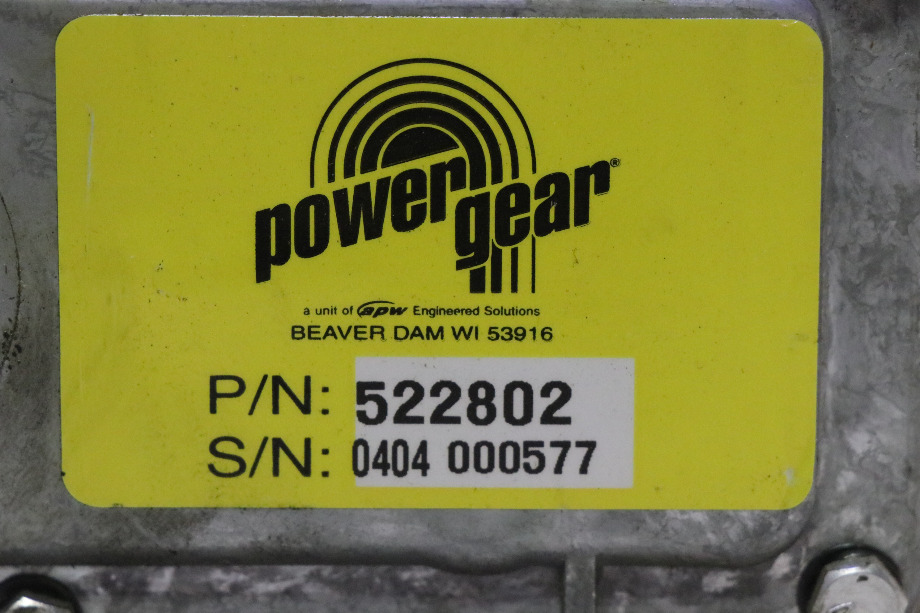 power gear®
a unit of apw Engineered Solutions
BEAVER DAM WI 53916
P/N: 522802
S/N: 0404 000577